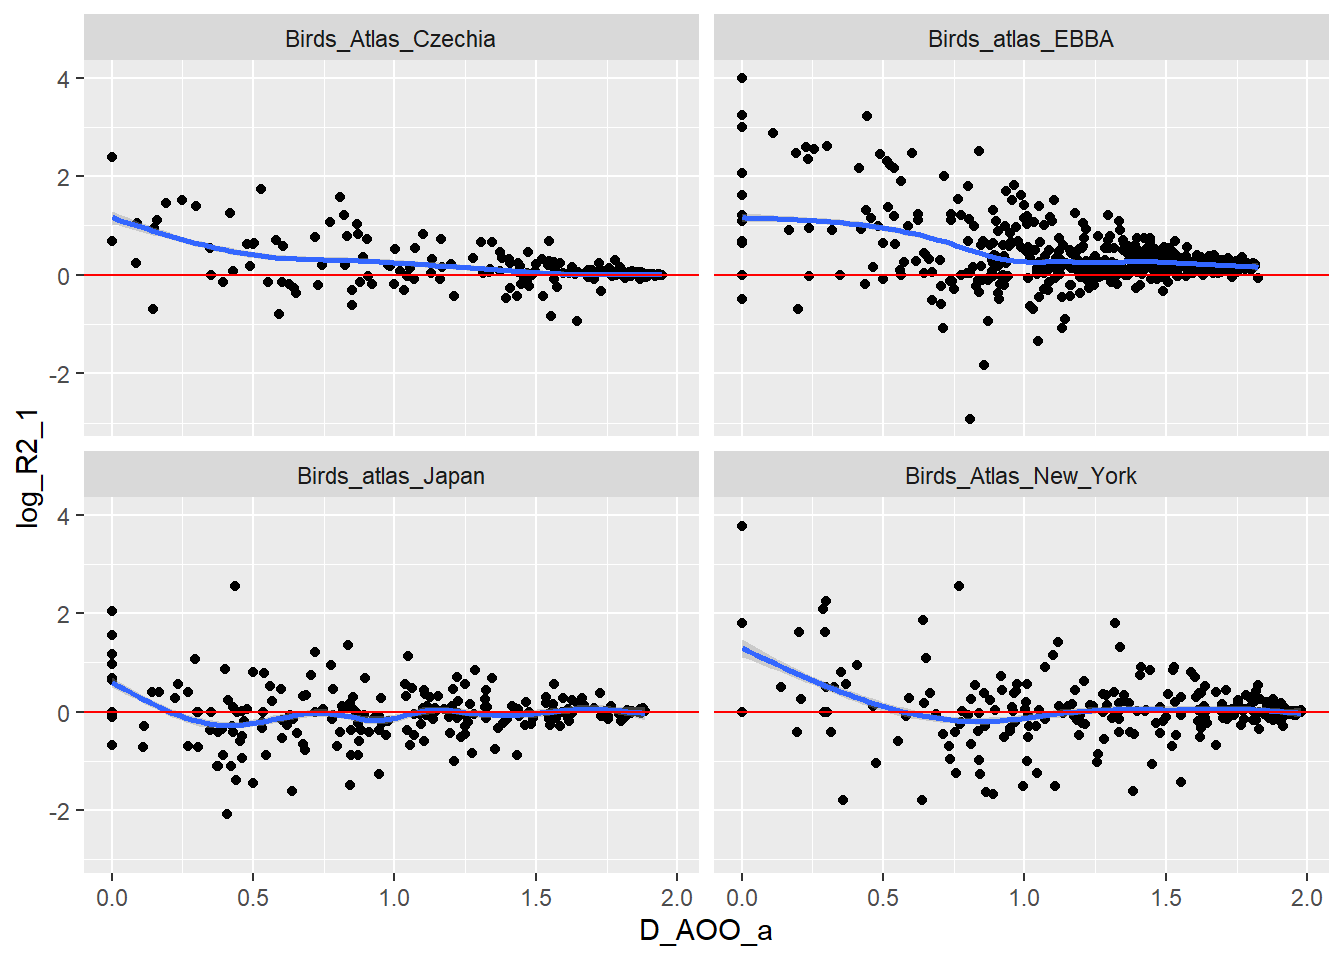 Birds_Atlas_Czechia
Birds_atlas_EBBA
4
2
0
-2
Birds_atlas_Japan
Birds_Atlas_New_York
4
2
0
-2
log_R2_1
0.0 0.5 1.0 1.5 2.0
0.0 0.5 1.0 1.5 2.0
D_AOO_a